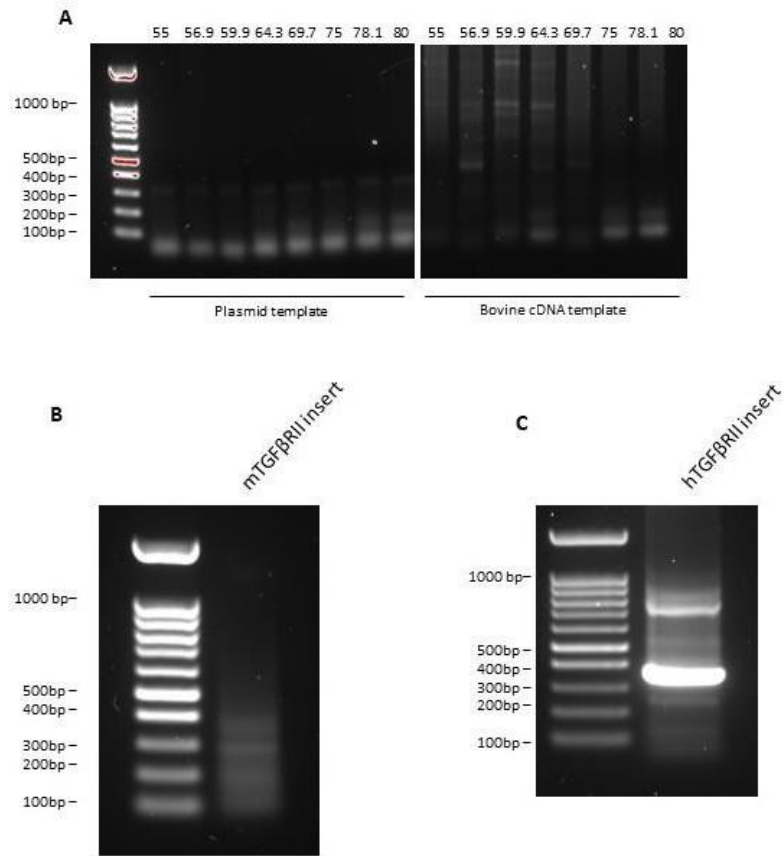 A
55 56.9 59.9 64.3 69.7 75 78.1 80 55 56.9 59.9 64.3 69.7 75 78.1 80
1000 bp
500bp
400bp
300bp
200bp
100bp
Plasmid template Bovine cDNA template
B
mTGFβRII insert
1000 bp
500bp
400bp
300bp
200bp
100bp
C
hTGFβRII insert
1000 bp
500bp
400bp
300bp
200bp
100bp